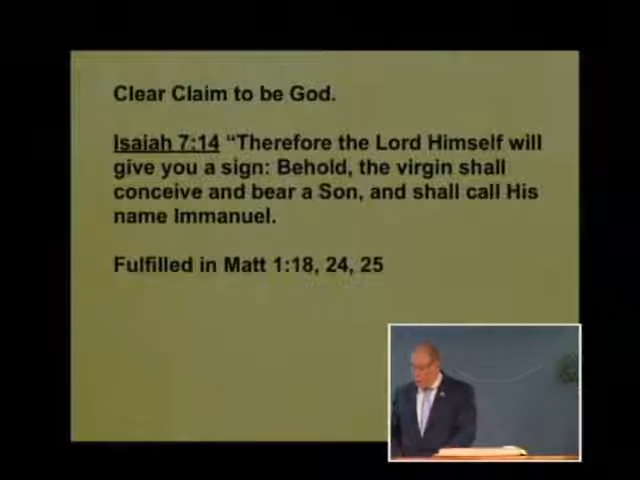 Clear Claim to be God.
Isaiah 7:14 “Therefore the Lord Himself will
give you a sign: Behold, the virgin shall
conceive and bear a Son, and shall call His
name Immanuel.
Fulfilled in Matt 1:18, 24, 25